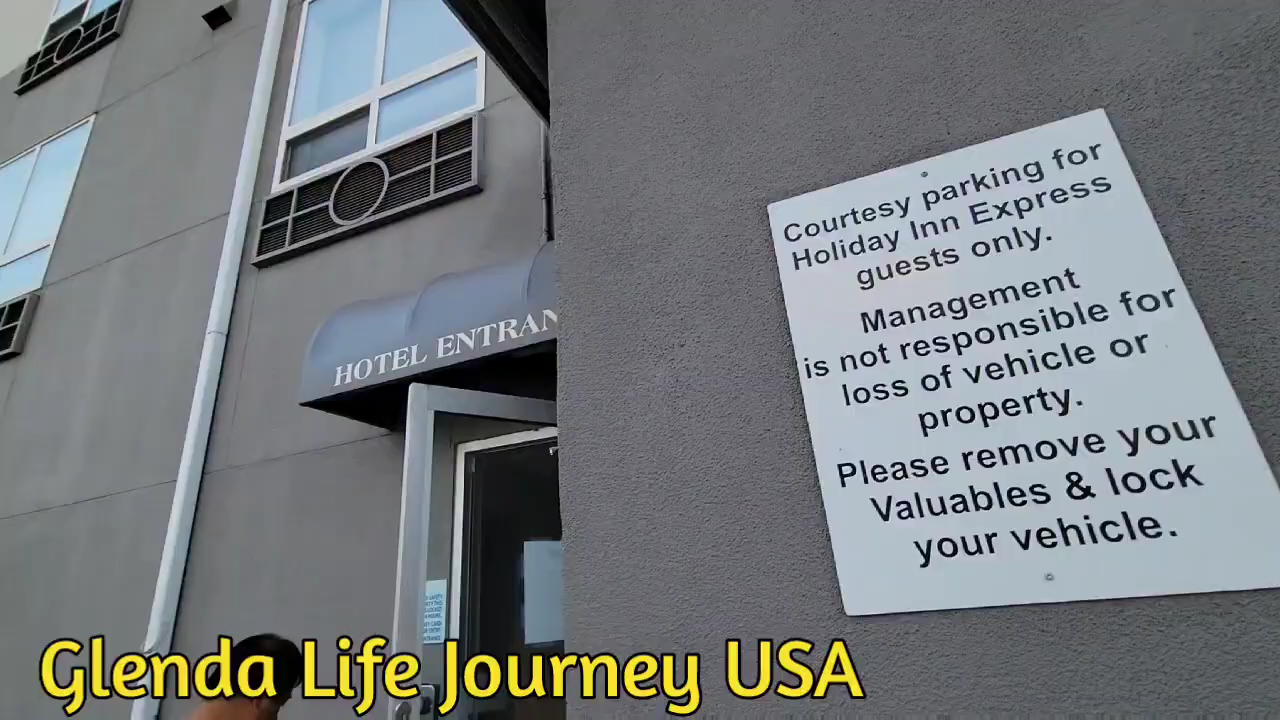 HOTEL ENTRAN
Courtesy parking for
Holiday Inn Express
guests only.
Management
is not responsible for
loss of vehicle or
property.
Please remove your
Valuables & lock
your vehicle.
Glenda Life Journey USA